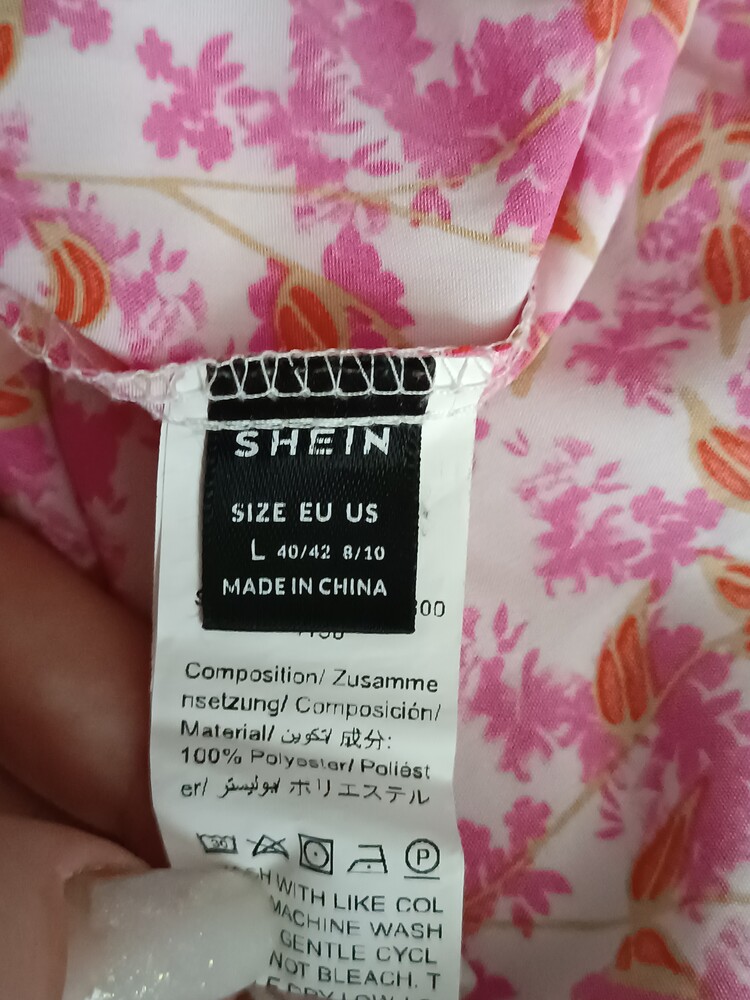 SHEIN
SIZE EU US
L 40/42 8/10
MADE IN CHINA
Composition/ Zusamme
nsetzung/ Composición/
Material/ تكوين/ 成分:
100% Polyester/ Poliést
er/ بوليستر/ ポリエステル
30
P
WITH LIKE COL
MACHINE WASH
GENTLE CYCL
NOT BLEACH. T